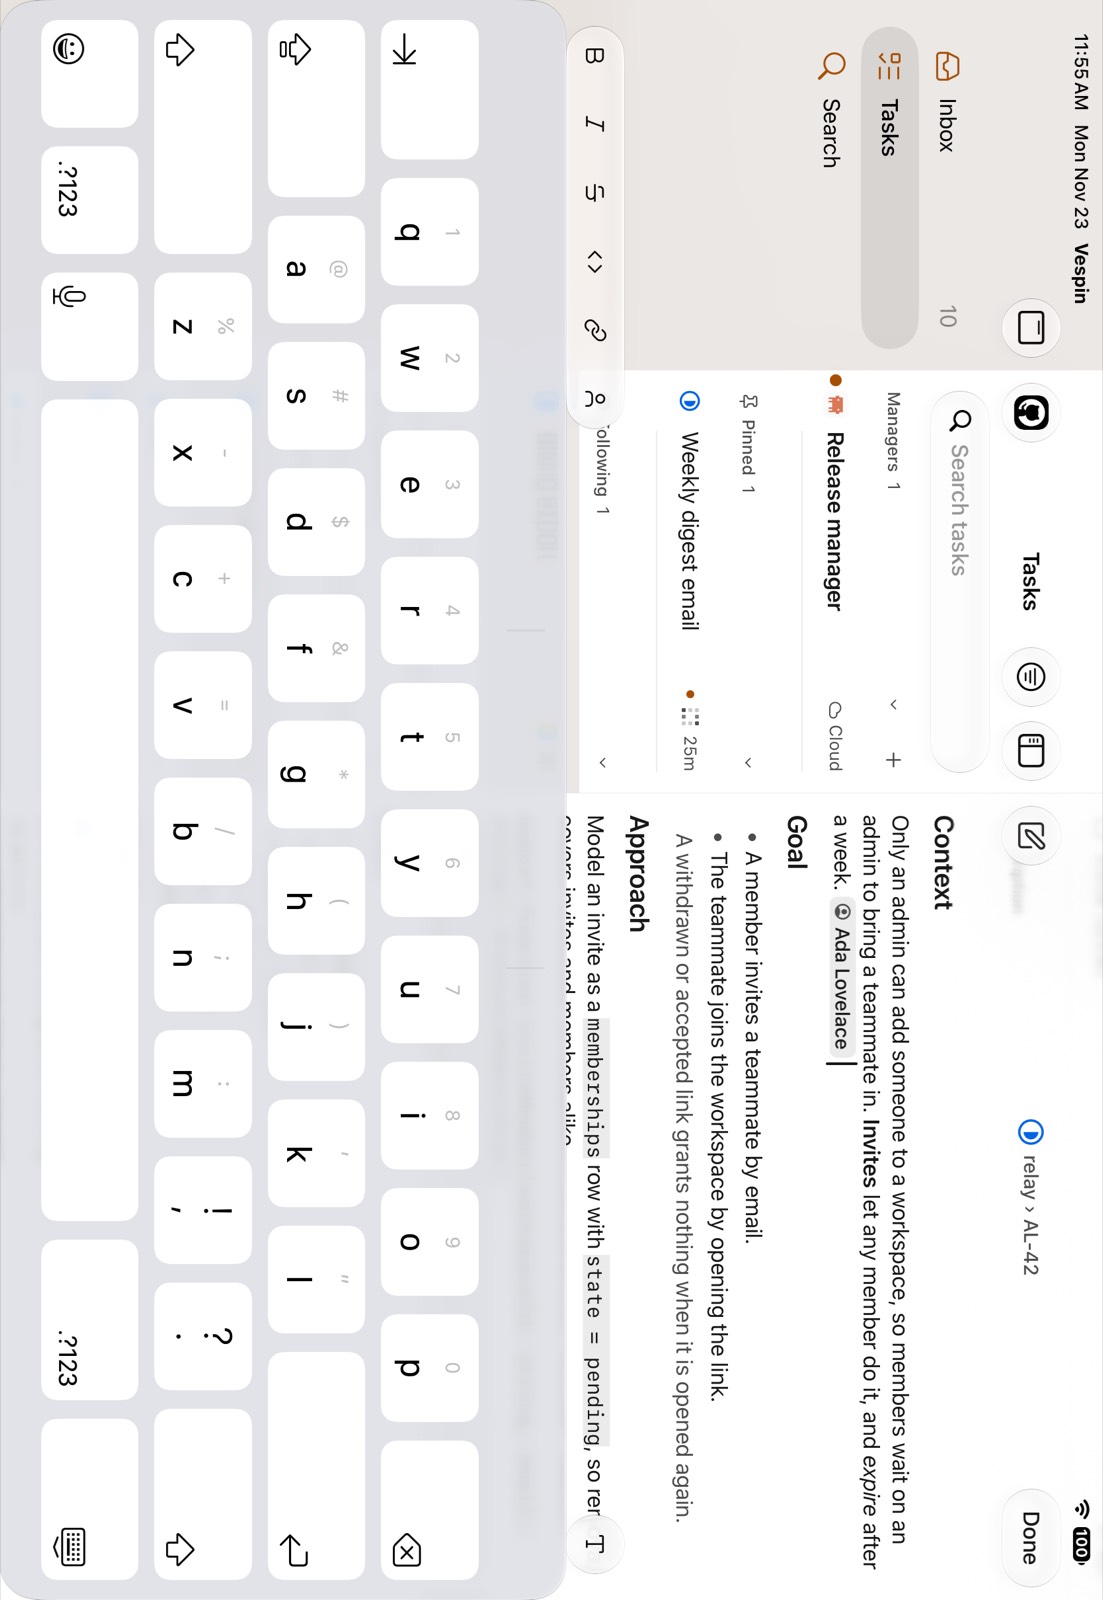 11:55 AM Mon Nov 23 Vespin
100
Inbox 10
Tasks
Search
Tasks
Search tasks
Managers 1
Release manager Cloud
Pinned 1
Weekly digest email 25m
Following 1
relay › AL-42
Done
Context
Only an admin can add someone to a workspace, so members wait on an
admin to bring a teammate in. Invites let any member do it, and expire after
a week. Ada Lovelace
Goal
• A member invites a teammate by email.
• The teammate joins the workspace by opening the link.
A withdrawn or accepted link grants nothing when it is opened again.
Approach
Model an invite as a memberships row with state = pending, so
covers invites and members alike
B I S <> T
1 2 3 4 5 6 7 8 9 0
q w e r t y u i o p
@ # $ & * ( ) ' "
a s d f g h j k l
% - + = / ; : ! ?
z x c v b n m , .
.?123 .?123